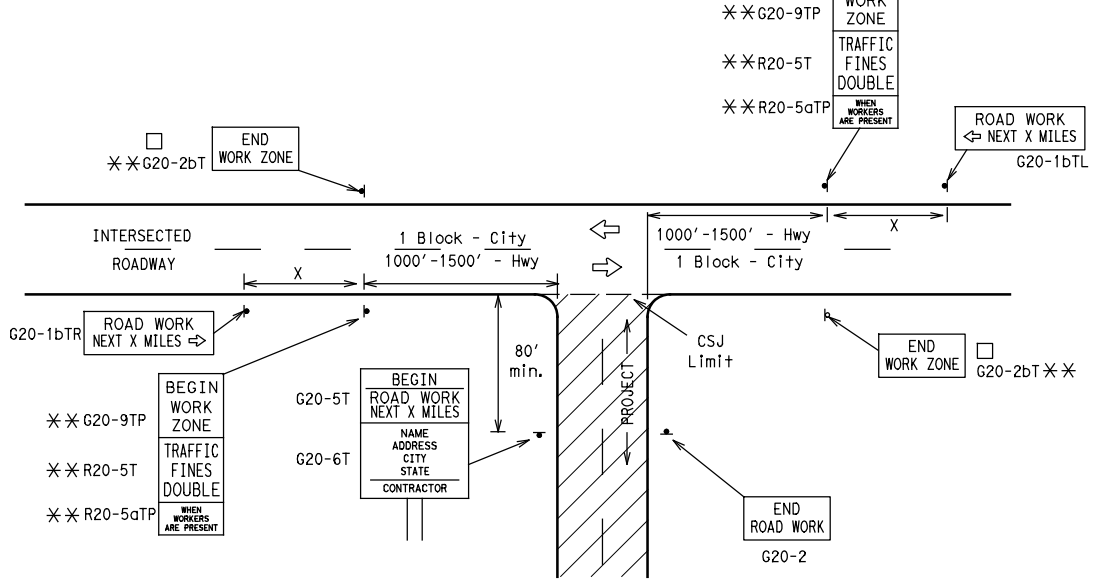 WORK
ZONE
TRAFFIC
FINES
DOUBLE
WHEN
WORKERS
ARE PRESENT
**G20-9TP
**R20-5T
**R20-5aTP
ROAD WORK
⇦ NEXT X MILES
G20-1bTL
□
**G20-2bT
END
WORK ZONE
INTERSECTED
ROADWAY
X
1 Block - City
1000'-1500' - Hwy
⇦
⇨
1000'-1500' - Hwy
1 Block - City
X
G20-1bTR
ROAD WORK
NEXT X MILES ⇨
BEGIN
WORK
ZONE
TRAFFIC
FINES
DOUBLE
WHEN
WORKERS
ARE PRESENT
**G20-9TP
**R20-5T
**R20-5aTP
G20-5T
BEGIN
ROAD WORK
NEXT X MILES
G20-6T
NAME
ADDRESS
CITY
STATE
CONTRACTOR
80'
min.
PROJECT
CSJ
Limit
END
WORK ZONE
□
G20-2bT**
END
ROAD WORK
G20-2